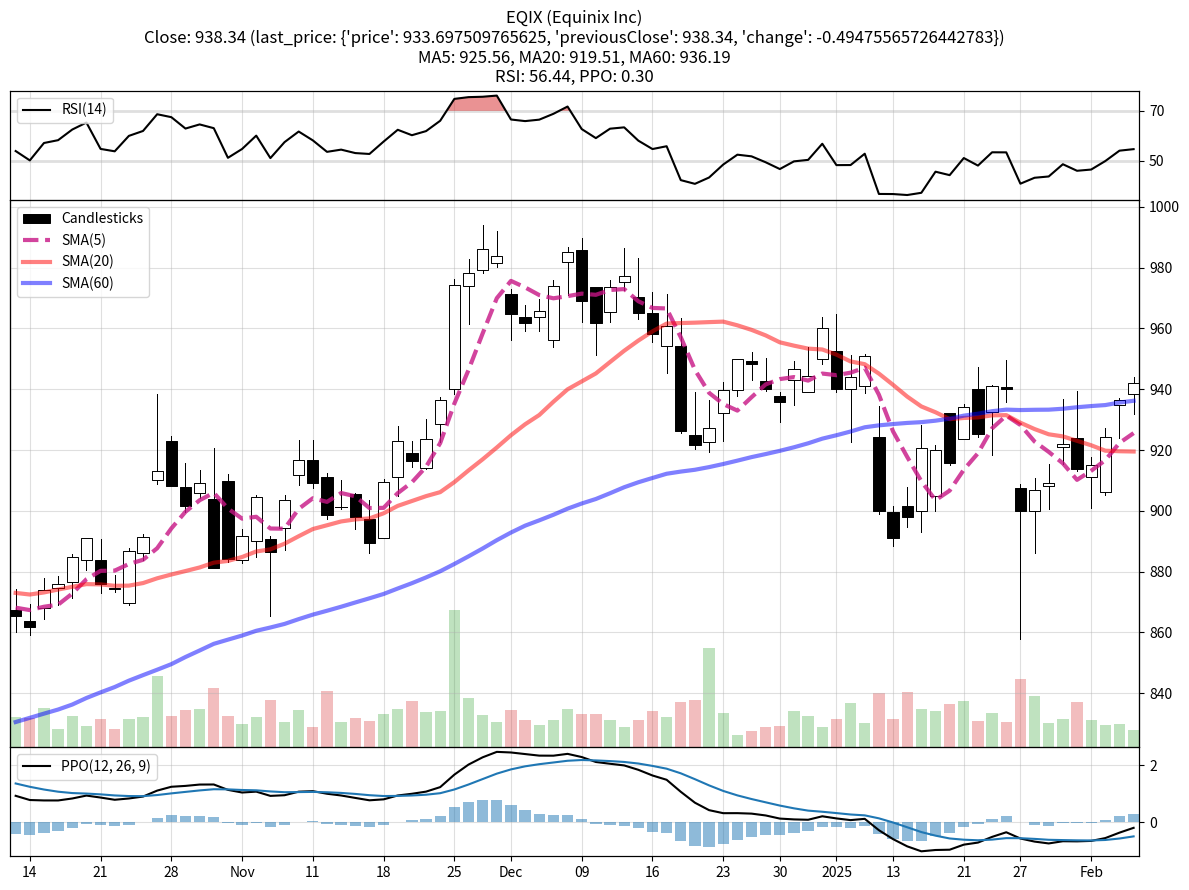 EQIX (Equinix Inc)
Close: 938.34 (last_price: {'price': 933.697509765625, 'previousClose': 938.34, 'change': -0.49475565726442783})
MA5: 925.56, MA20: 919.51, MA60: 936.19
RSI: 56.44, PPO: 0.30
RSI(14)
70
50
Candlesticks
SMA(5)
SMA(20)
SMA(60)
1000
980
960
940
920
900
880
860
840
PPO(12, 26, 9)
2
0
14 21 28 Nov 11 18 25 Dec 09 16 23 30 2025 13 21 27 Feb